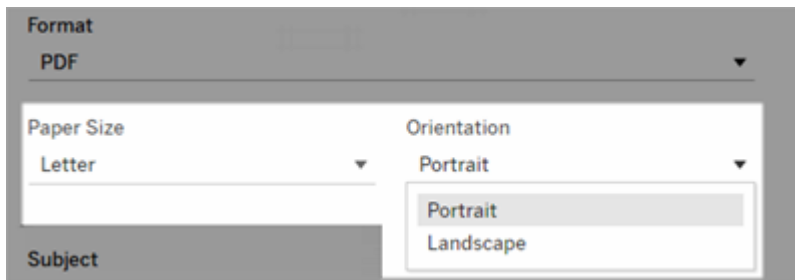 Format
PDF
Paper Size
Letter
Orientation
Portrait
Portrait
Landscape
Subject